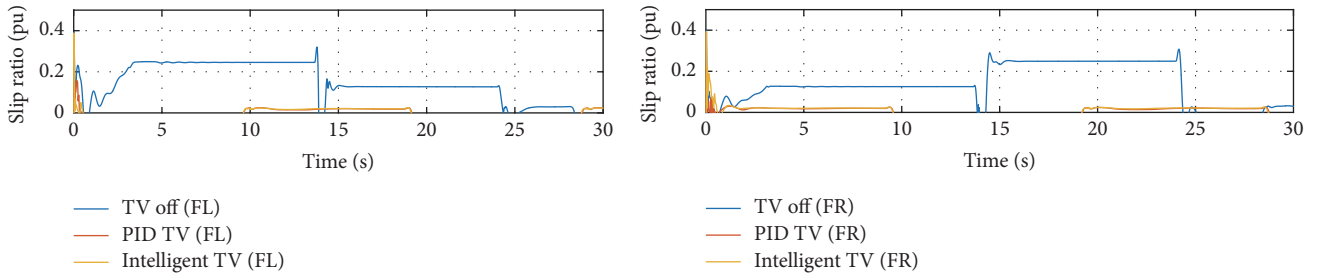 Slip ratio (pu)
0.4
0.2
0
0 5 10 15 20 25 30
Time (s)
TV off (FL)
PID TV (FL)
Intelligent TV (FL)
Slip ratio (pu)
0.4
0.2
0
0 5 10 15 20 25 30
Time (s)
TV off (FR)
PID TV (FR)
Intelligent TV (FR)